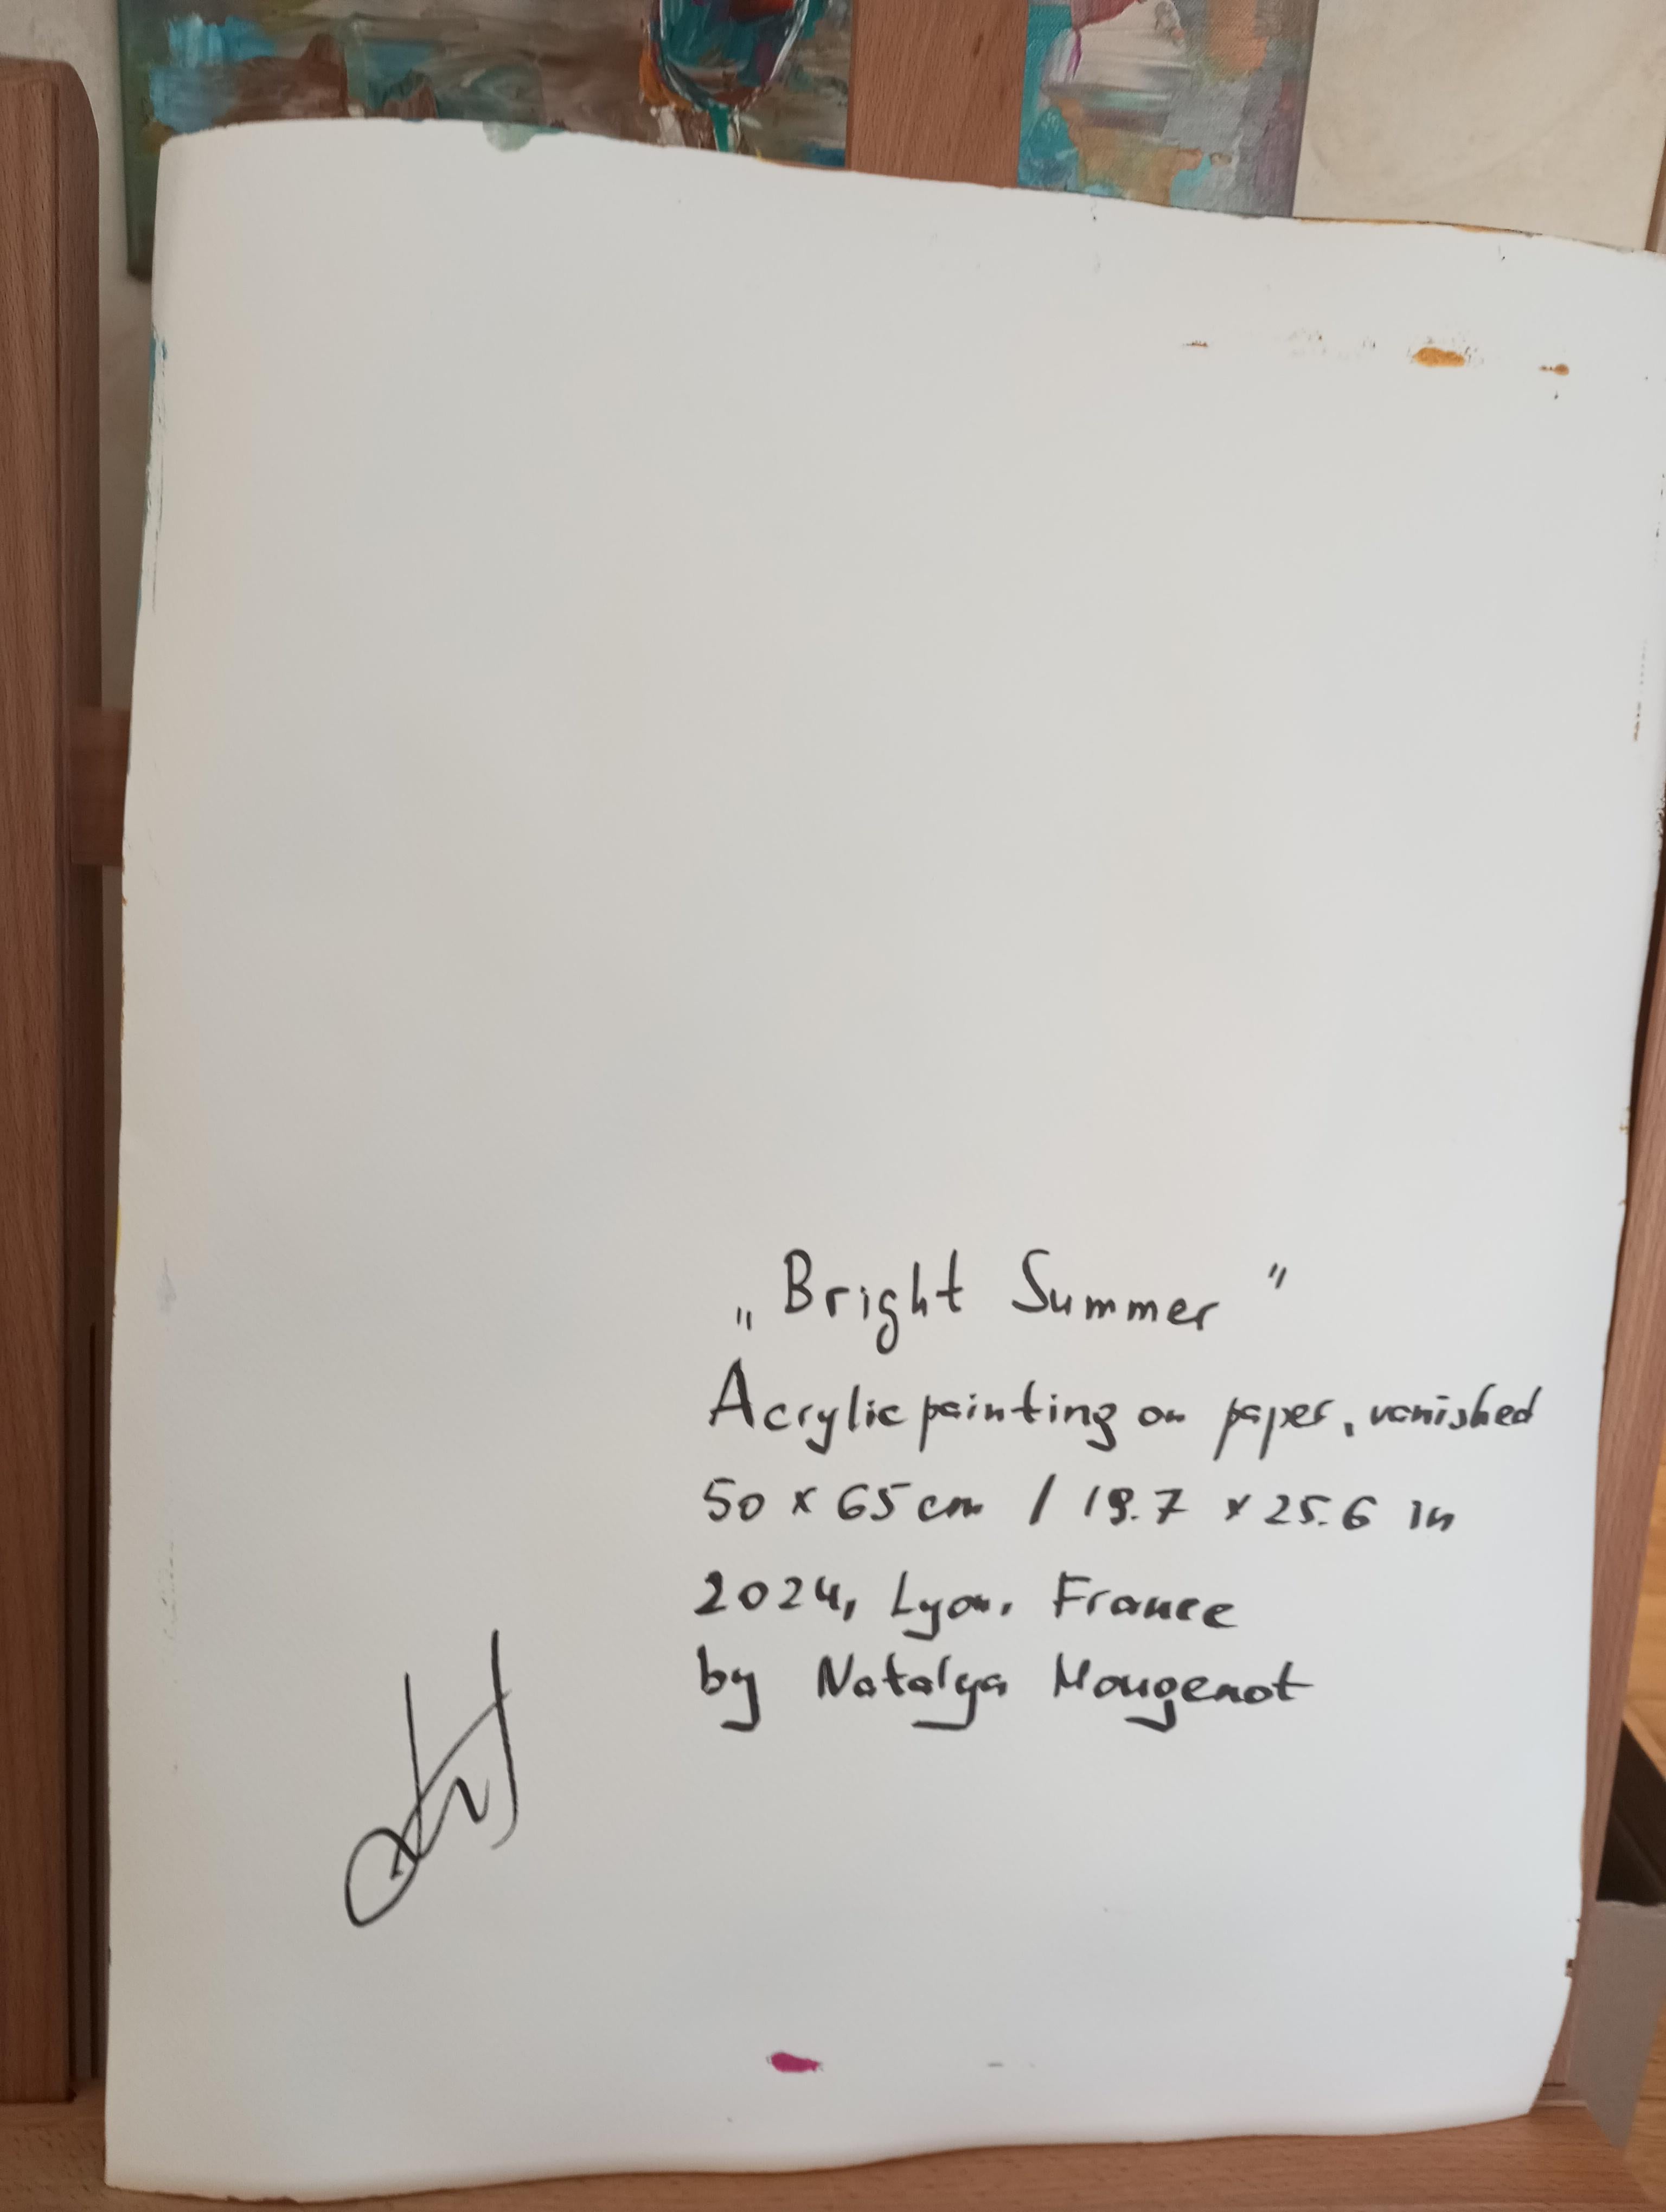 „Bright Summer"
Acrylic painting on paper, vanished
50 x 65 cm / 19.7 x 25.6 in
2024, Lyon, France
by Natalya Mougenot